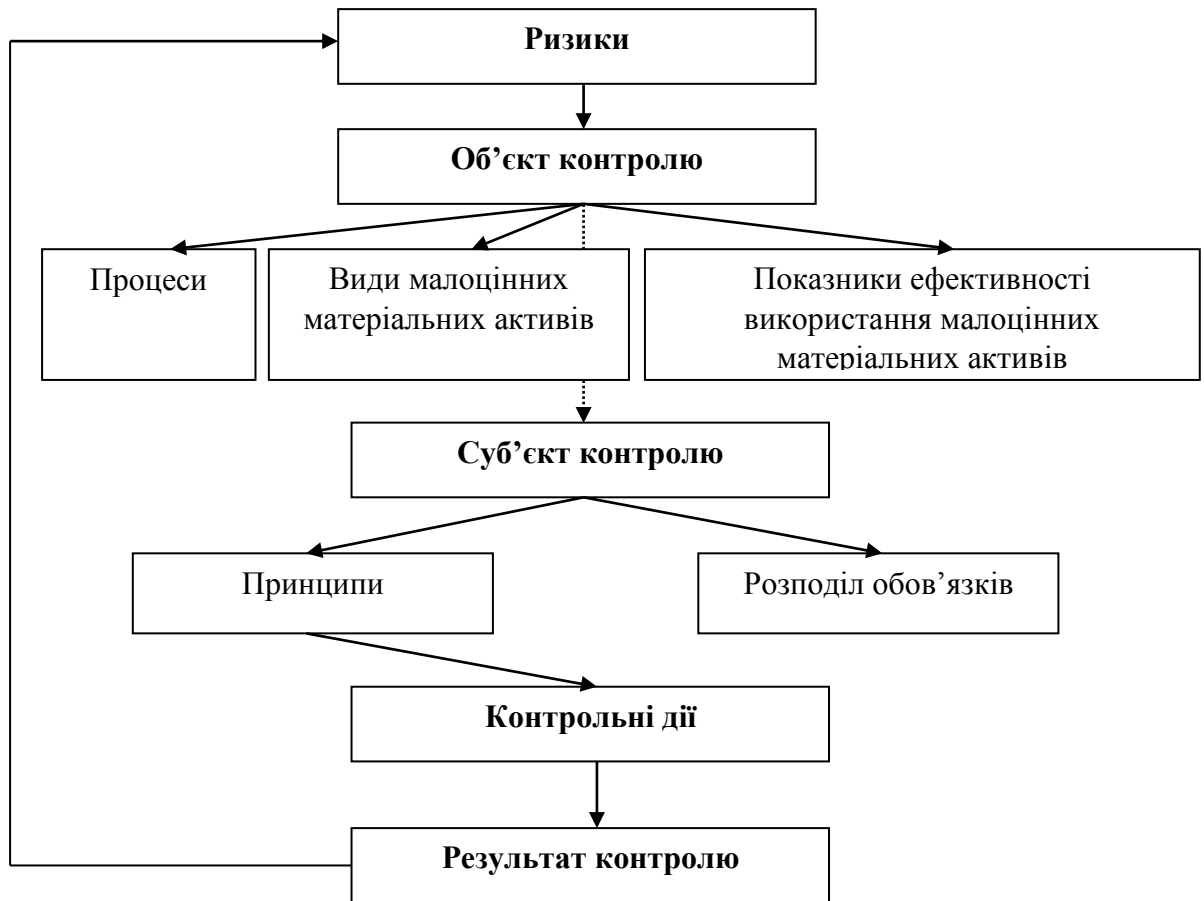 Ризики
Об’єкт контролю
Процеси
Види малоцінних
матеріальних активів
Показники ефективності
використання малоцінних
матеріальних активів
Суб’єкт контролю
Принципи
Розподіл обов’язків
Контрольні дії
Результат контролю